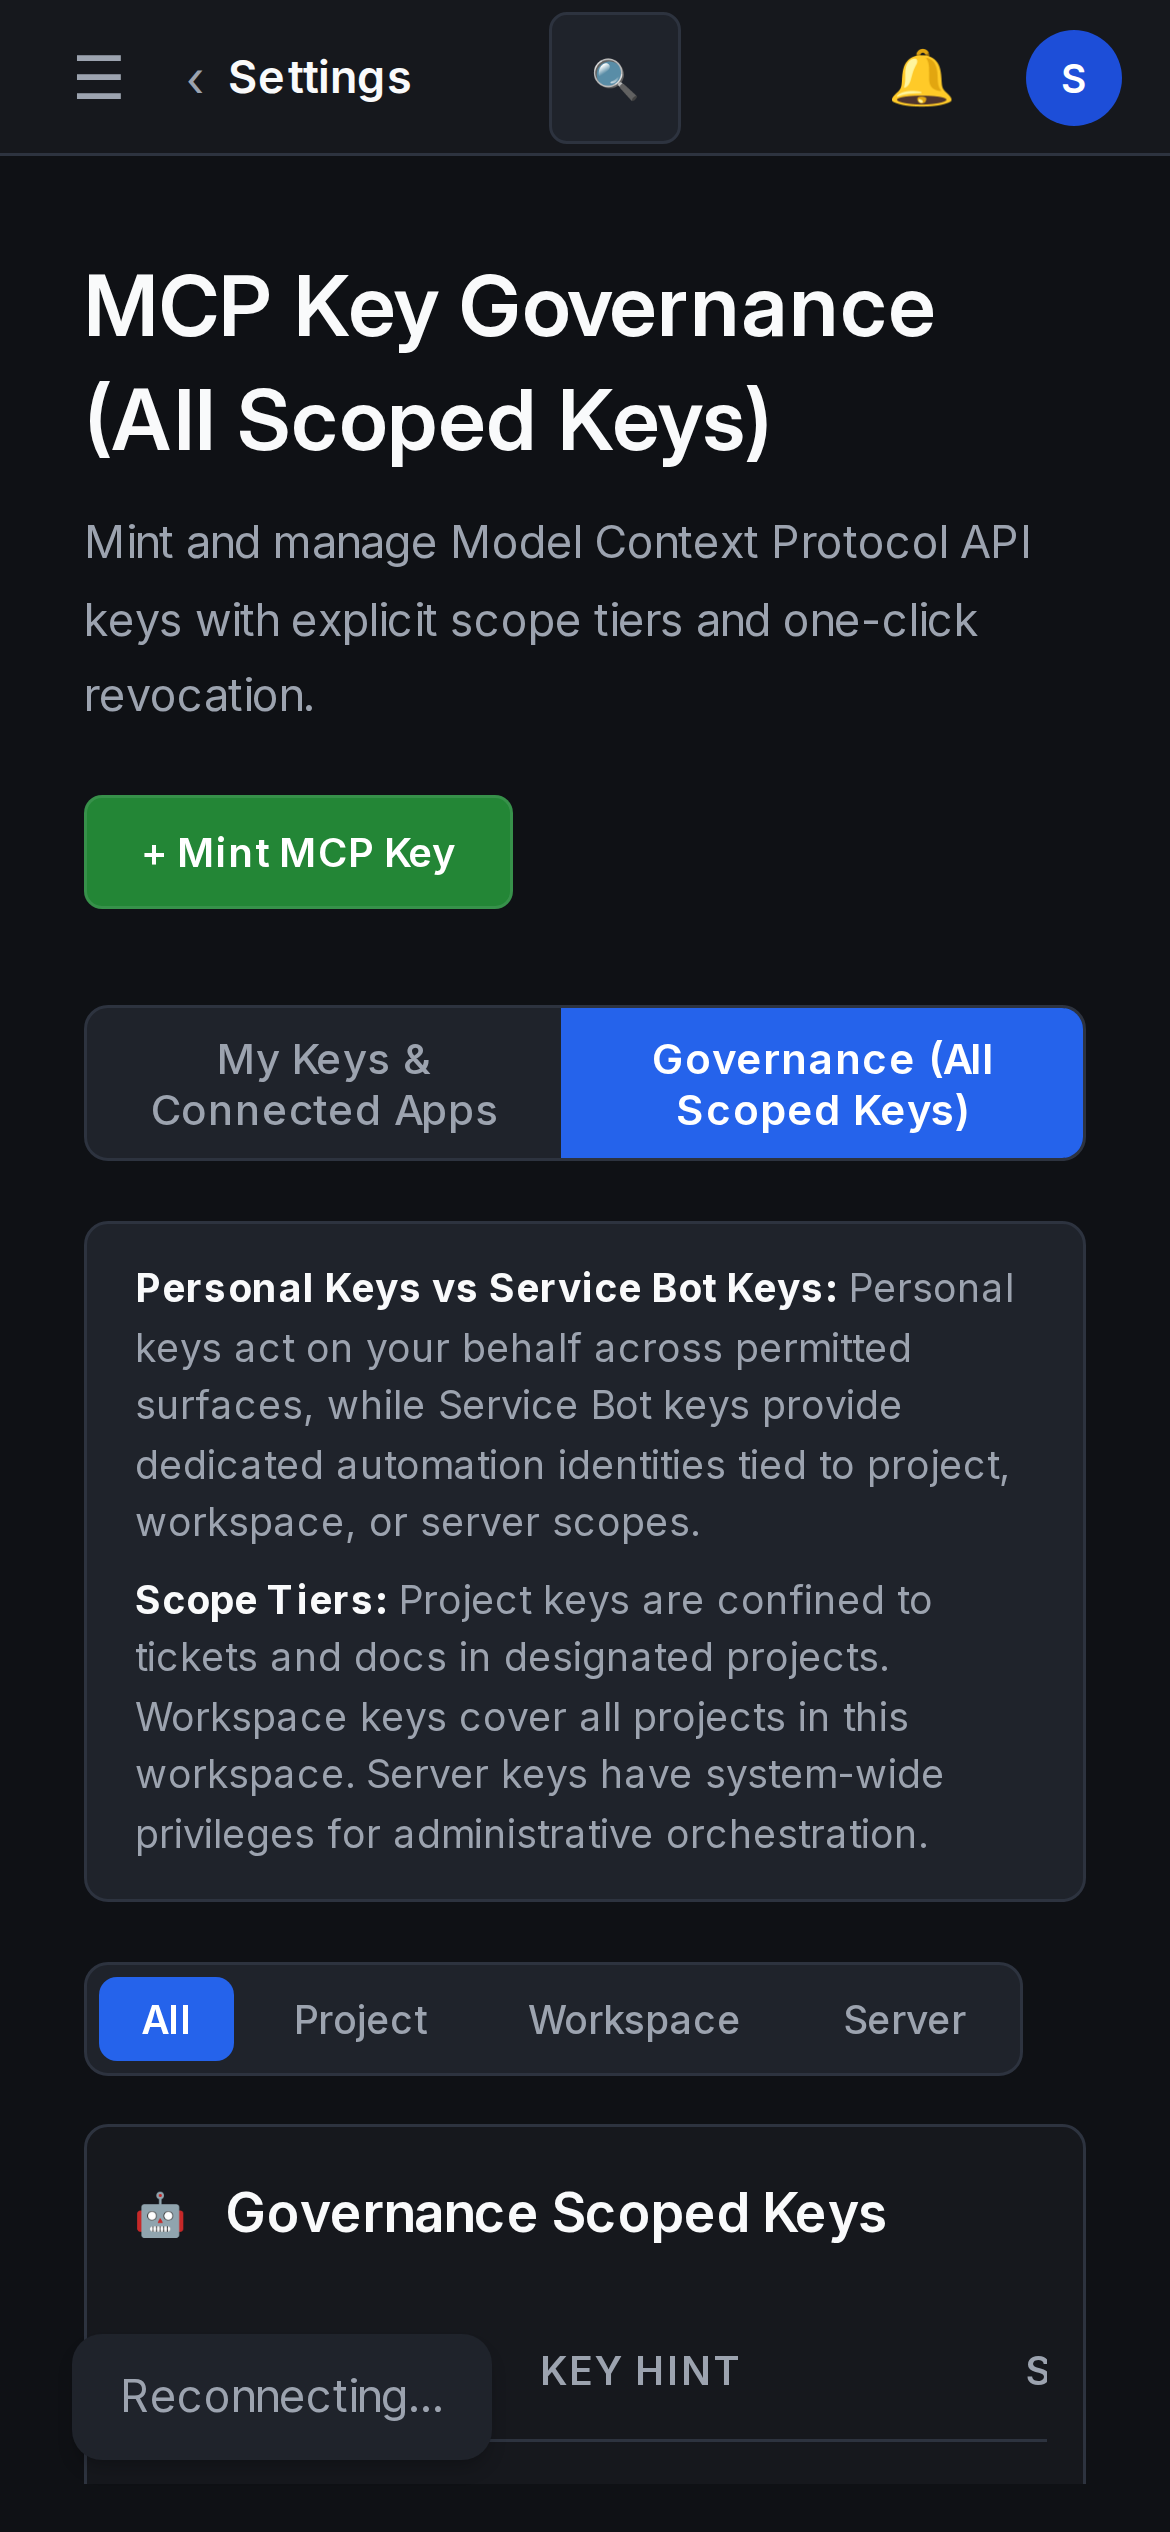 Settings
S
MCP Key Governance
(All Scoped Keys)
Mint and manage Model Context Protocol API
keys with explicit scope tiers and one-click
revocation.
+ Mint MCP Key
My Keys &
Connected Apps
Governance (All
Scoped Keys)
Personal Keys vs Service Bot Keys: Personal
keys act on your behalf across permitted
surfaces, while Service Bot keys provide
dedicated automation identities tied to project,
workspace, or server scopes.
Scope Tiers: Project keys are confined to
tickets and docs in designated projects.
Workspace keys cover all projects in this
workspace. Server keys have system-wide
privileges for administrative orchestration.
All Project Workspace Server
Governance Scoped Keys
KEY HINT S
Reconnecting...